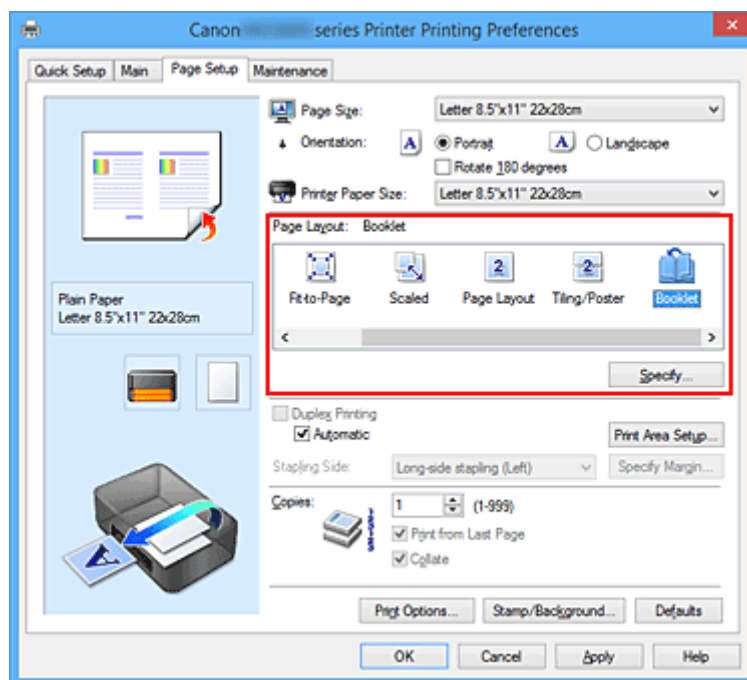 Canon series Printer Printing Preferences
Quick Setup Main Page Setup Maintenance
Page Size: Letter 8.5"x11" 22x28cm
Orientation: A Portrait A Landscape
Rotate 180 degrees
Printer Paper Size: Letter 8.5"x11" 22x28cm
Page Layout: Booklet
2 2
Fit-to-Page Scaled Page Layout Tiling/Poster Booklet
Plain Paper
Letter 8.5"x11" 22x28cm
Specify...
Duplex Printing
Automatic
Print Area Setup...
Stapling Side: Long-side stapling (Left) Specify Margin...
Copies: 1 (1-999)
Print from Last Page
Collate
A
Print Options... Stamp/Background... Defaults
OK Cancel Apply Help